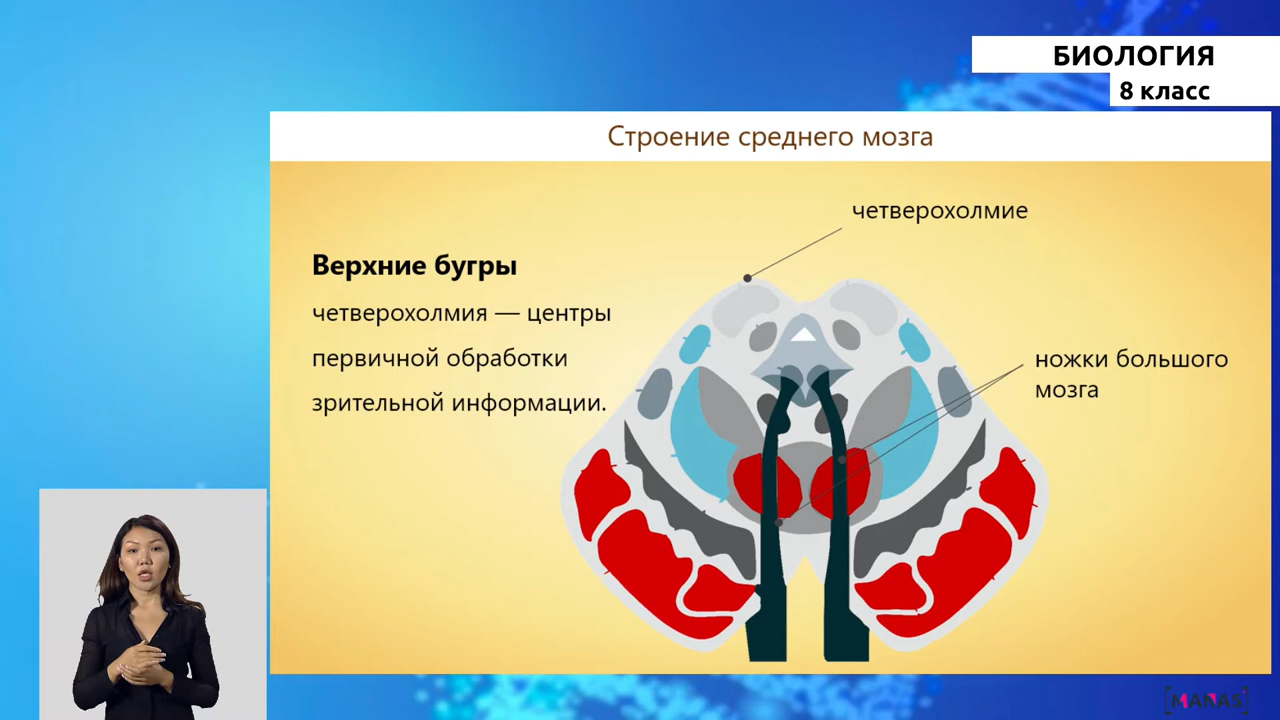 БИОЛОГИЯ
8 класс
Строение среднего мозга
четверохолмие
Верхние бугры
четверохолмия — центры
первичной обработки
зрительной информации.
ножки большого
мозга
[MANAS]